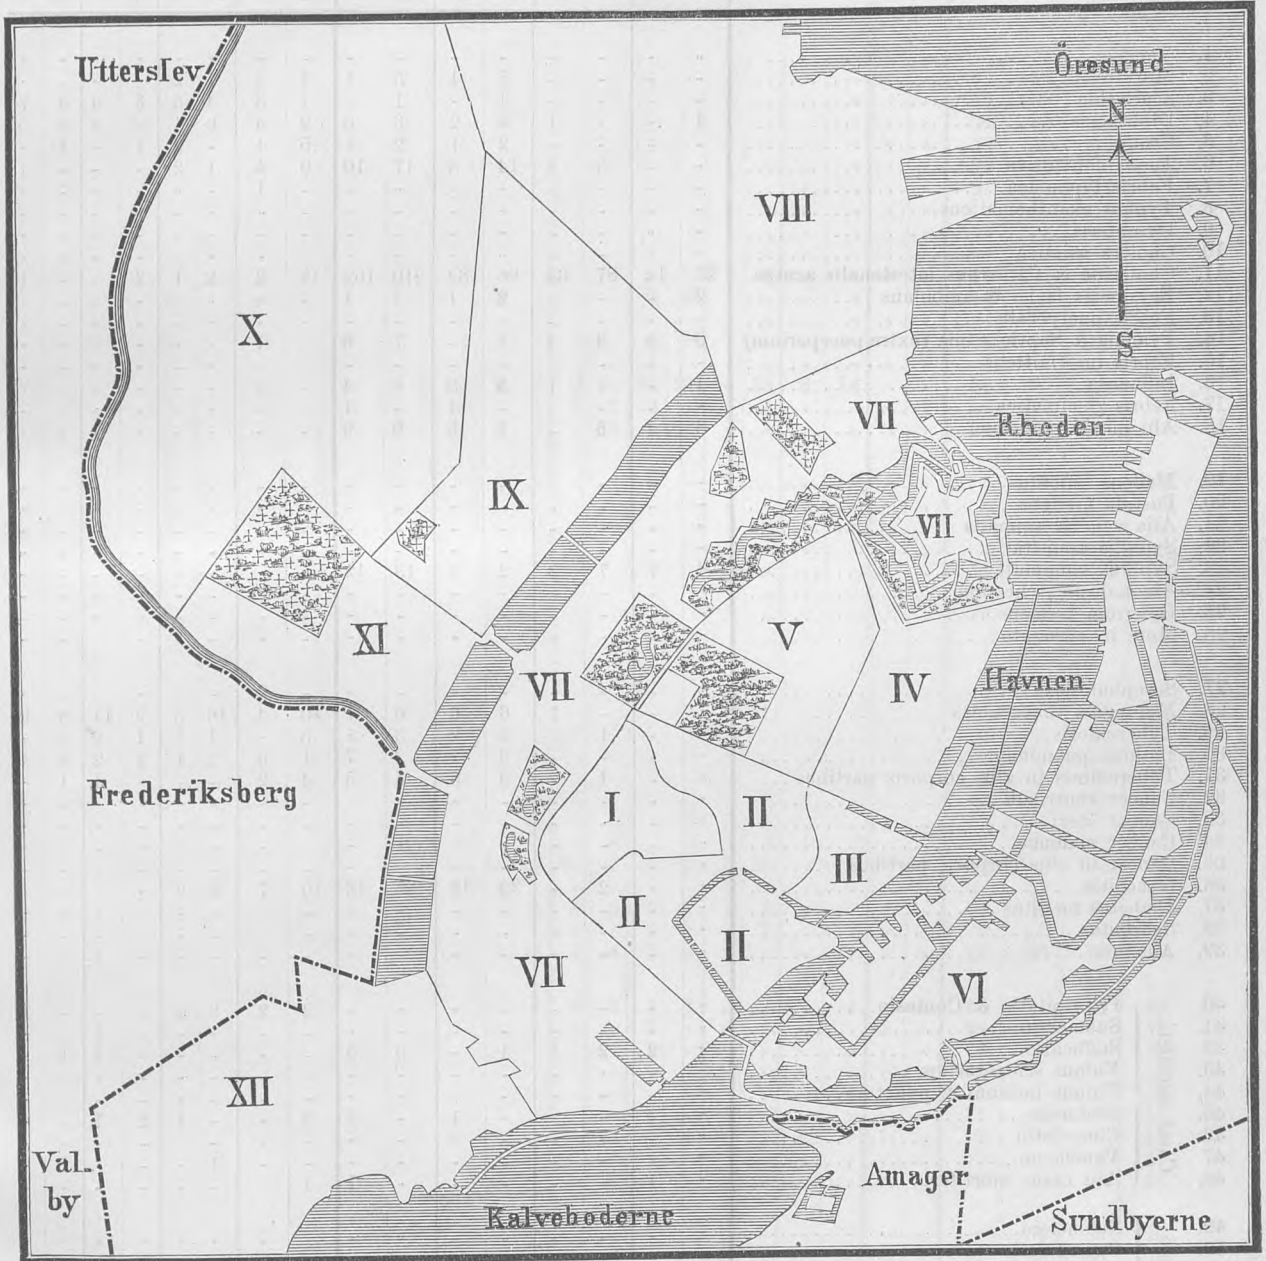 Utterslev
Öresund
N
VIII
X
S
VII
Rheden
IX
VII
V
XI
VII
IV
Havnen
Frederiksberg
I
II
III
II
II
VII
VI
XII
Val-
by
Amager
Kalveboderne
Sundbyerne